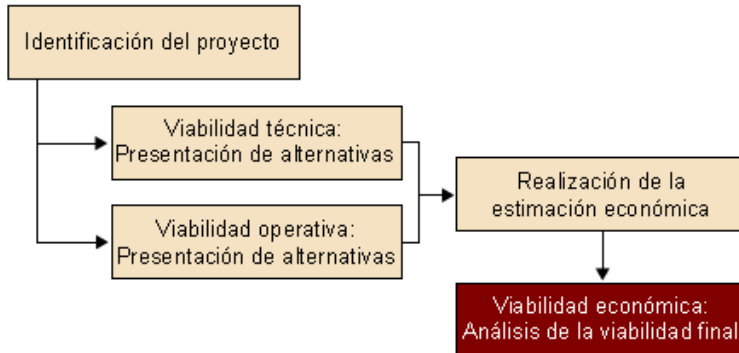 Identificación del proyecto
Viabilidad técnica:
Presentación de alternativas
Viabilidad operativa:
Presentación de alternativas
Realización de la
estimación económica
Viabilidad económica:
Análisis de la viabilidad final